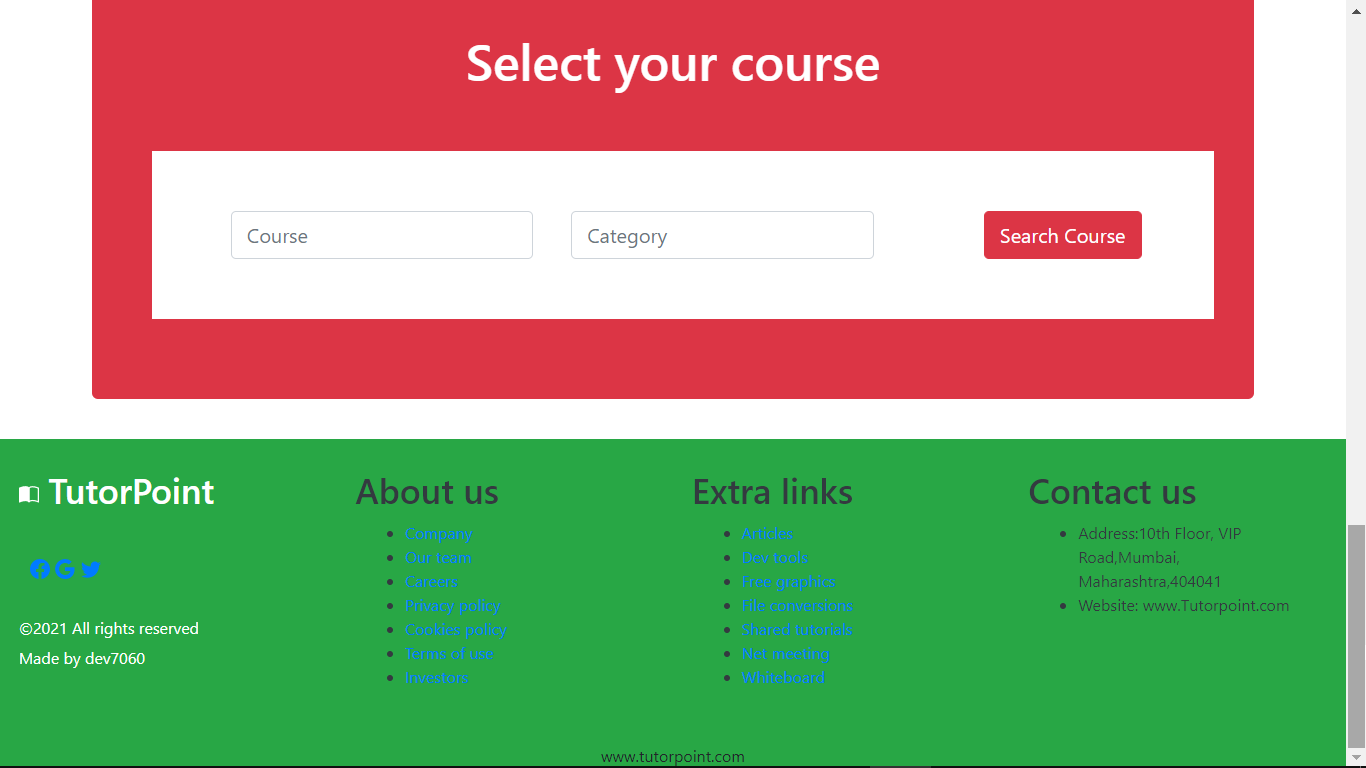 Select your course
Course
Category
Search Course
TutorPoint
©2021 All rights reserved
Made by dev7060
About us
Company
Our team
Careers
Privacy policy
Cookies policy
Terms of use
Investors
Extra links
Articles
Dev tools
Free graphics
File conversions
Shared tutorials
Net meeting
Whiteboard
Contact us
Address:10th Floor, VIP
Road,Mumbai,
Maharashtra,404041
Website: www.Tutorpoint.com
www.tutorpoint.com